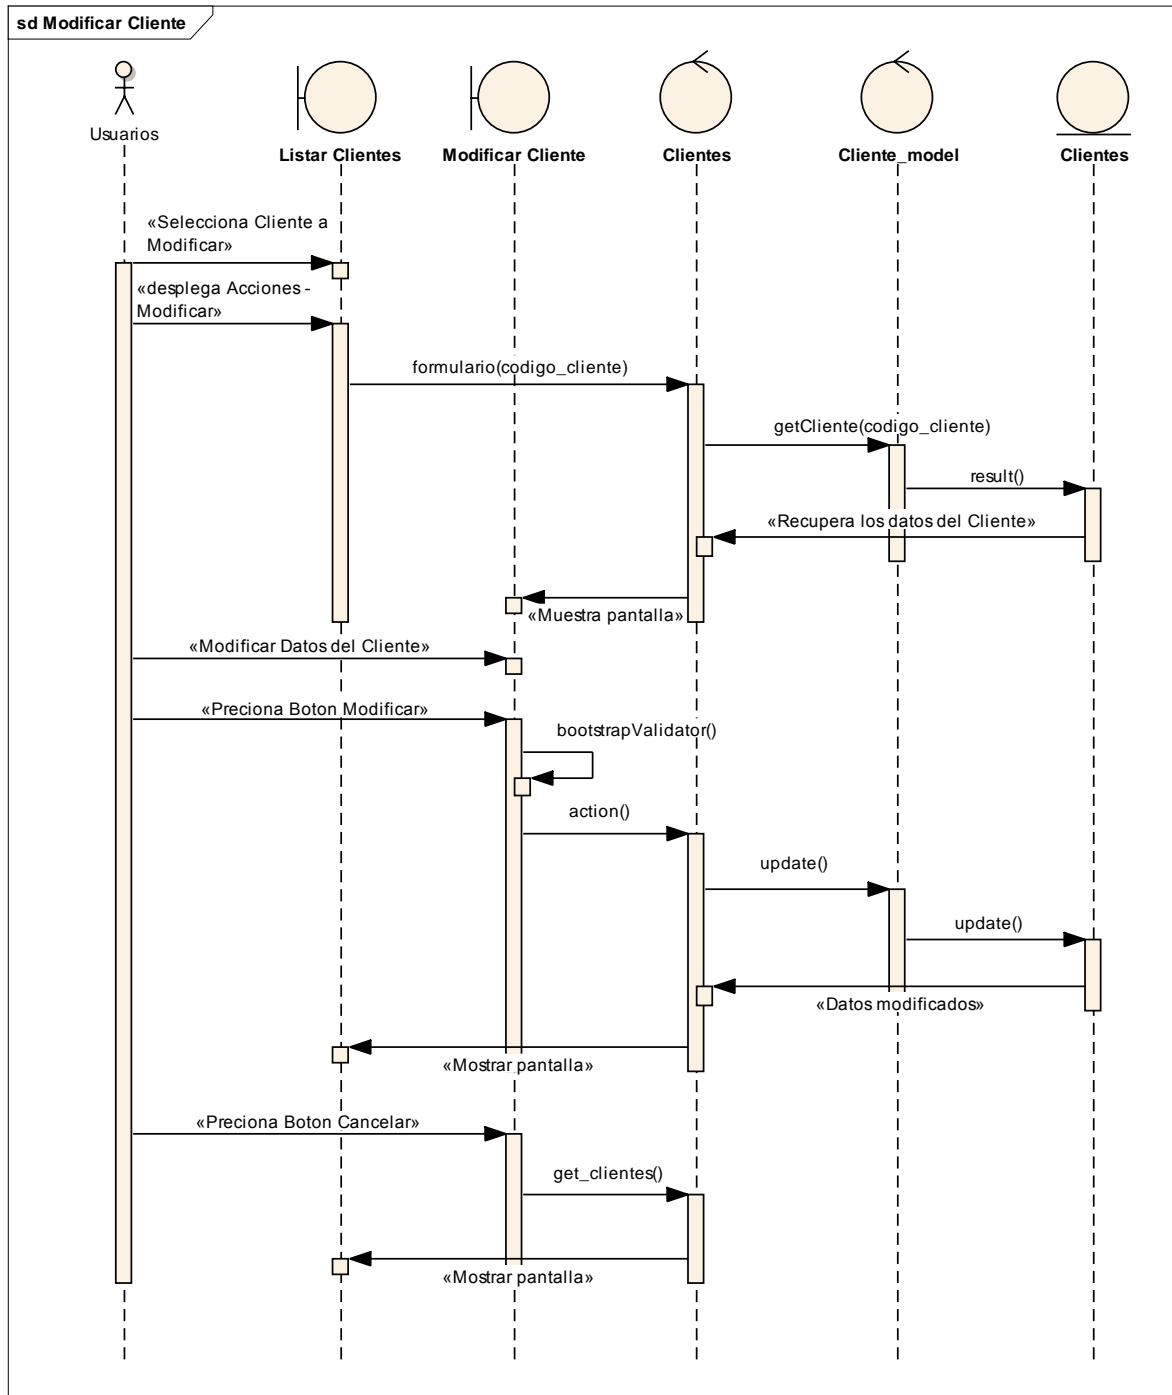 sd Modificar Cliente
Usuarios
Listar Clientes
Modificar Cliente
Clientes
Cliente_model
Clientes
«Selecciona Cliente a
Modificar»
«desplega Acciones -
Modificar»
formulario(codigo_cliente)
getCliente(codigo_cliente)
result()
«Recupera los datos del Cliente»
«Muestra pantalla»
«Modificar Datos del Cliente»
«Preciona Boton Modificar»
bootstrapValidator()
action()
update()
update()
«Datos modificados»
«Mostrar pantalla»
«Preciona Boton Cancelar»
get_clientes()
«Mostrar pantalla»